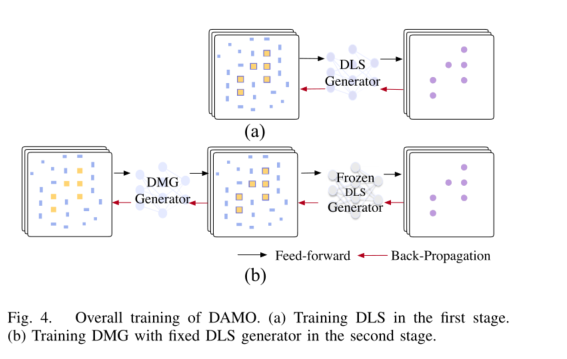 DLS
Generator
(a)
DMG
Generator
Frozen
DLS
Generator
Feed-forward
Back-Propagation
(b)
Fig. 4. Overall training of DAMO. (a) Training DLS in the first stage.
(b) Training DMG with fixed DLS generator in the second stage.